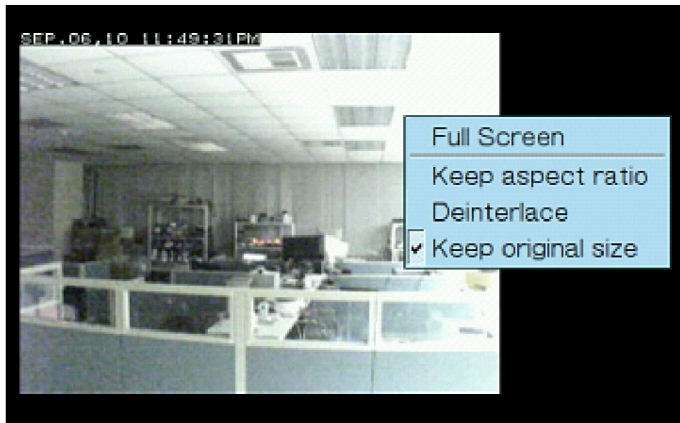 SEP.06,10 11:49:31PM
Full Screen
Keep aspect ratio
Deinterlace
Keep original size